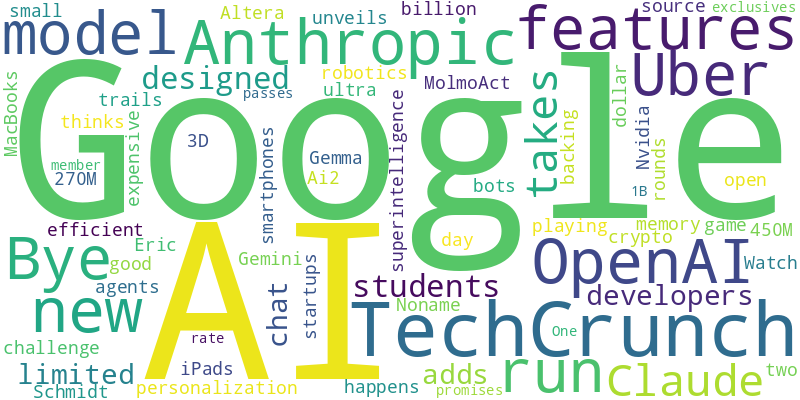 small
Altera
unveils
billion
source
exclusives
model
Anthropic
features
designed
robotics
MolmoAct
Uber
MacBooks
trails
passes
ultra
Google
takes
dollar
thinks
expensive
3D
smartphones
Gemma
superintelligence
backing
Nvidia
rounds
member
270M
Ai2
bots
1B
open
efficient
Eric
day
playing
crypto
memory
game
450M
Bye
good
Gemini
AI
startups
OpenAI
Watch
agents
students
developers
new
chat
Noname
TechCrunch
challenge
rate
One
limited
iPads
adds
run
Claude
two
Schmidt
personalization
happens
promises